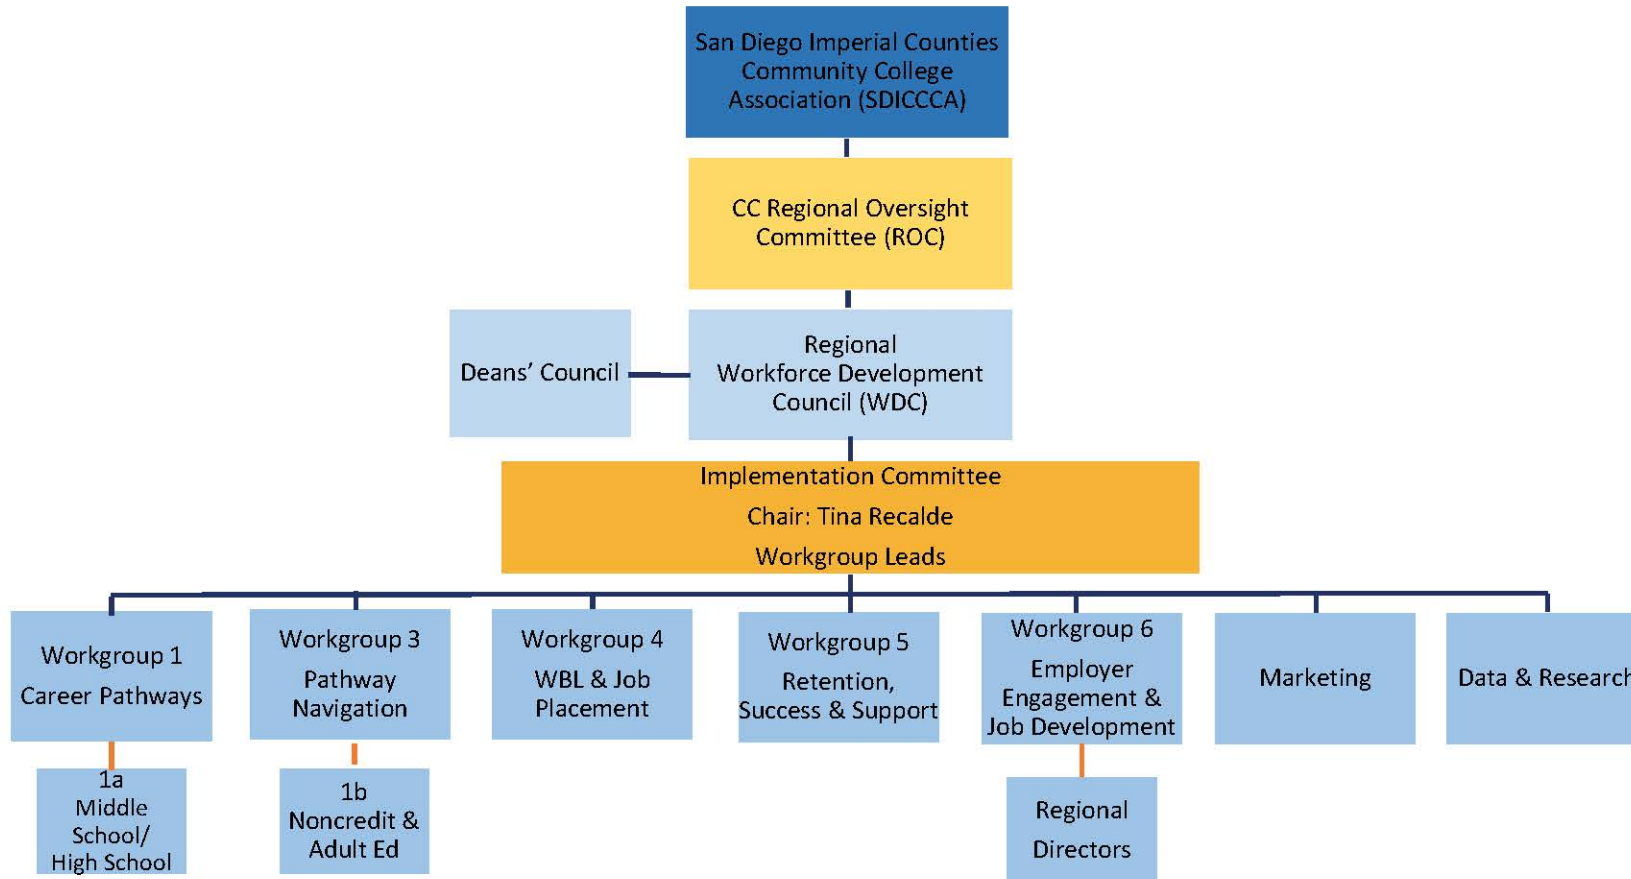 San Diego Imperial Counties
Community College
Association (SDICCCA)
CC Regional Oversight
Committee (ROC)
Deans’ Council
Regional
Workforce Development
Council (WDC)
Implementation Committee
Chair: Tina Recalde
Workgroup Leads
Workgroup 1
Career Pathways
Workgroup 3
Pathway
Navigation
Workgroup 4
WBL & Job
Placement
Workgroup 5
Retention,
Success & Support
Workgroup 6
Employer
Engagement &
Job Development
Marketing
Data & Research
1a
Middle
School/
High School
1b
Noncredit &
Adult Ed
Regional
Directors